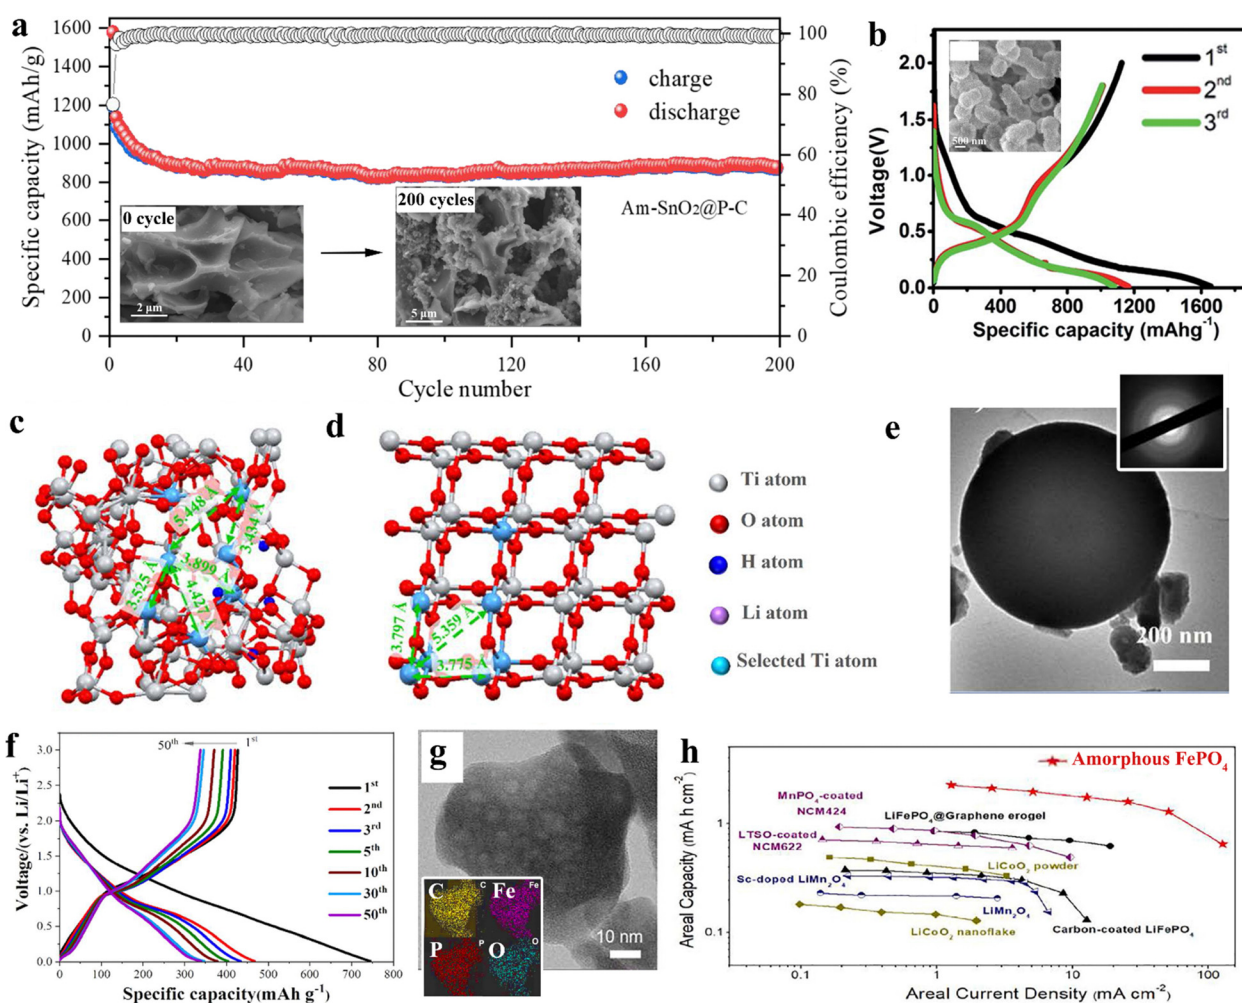 a
1600
1400
1200
1000
800
600
400
200
0
Specific capacity (mAh/g)
100
80
60
40
20
0
Coulombic efficiency (%)
charge
discharge
0 cycle
2 µm
200 cycles
5 µm
Am-SnO₂@P-C
0 40 80 120 160 200
Cycle number
b
2.0
1.5
1.0
0.5
0.0
Voltage(V)
500 nm
1st
2nd
3rd
0 400 800 1200 1600
Specific capacity (mAhg⁻¹)
c
5.448 Å
3.434 Å
3.899 Å
3.525 Å
4.427 Å
d
3.797 Å
5.359 Å
3.775 Å
Ti atom
O atom
H atom
Li atom
Selected Ti atom
e
200 nm
f
3.0
2.5
2.0
1.5
1.0
0.5
0.0
Voltage/(vs. Li/Li⁺)
50th 1st
1st
2nd
3rd
5th
10th
30th
50th
0 100 200 300 400 500 600 700 800
Specific capacity(mAh g⁻¹)
g
C C
Fe Fe
P P
O O
10 nm
h
Areal Capacity (mA h cm⁻²)
1
0.1
Amorphous FePO₄
MnPO₄-coated
NCM424
LiFePO₄@Graphene erogel
LTSO-coated
NCM622
LiCoO₂ powder
Sc-doped LiMn₂O₄
LiMn₂O₄
LiCoO₂ nanoflake
Carbon-coated LiFePO₄
0.1 1 10 100
Areal Current Density (mA cm⁻²)